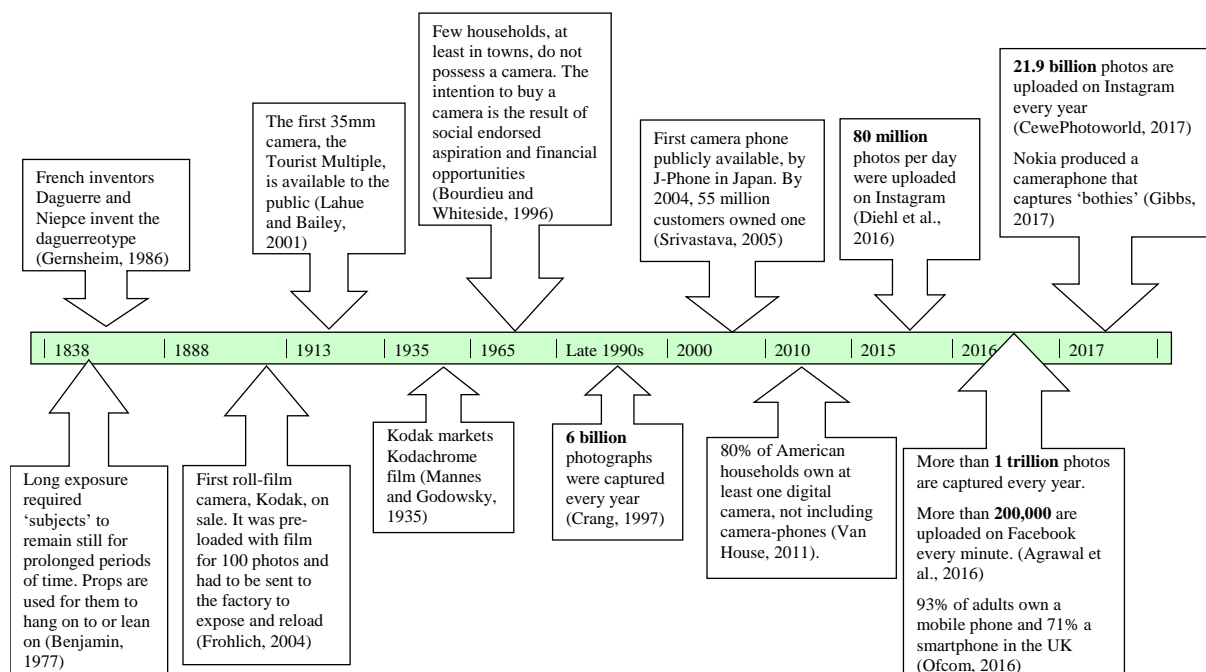 French inventors
Daguerre and
Niepce invent the
daguerreotype
(Gernsheim, 1986)
The first 35mm
camera, the
Tourist Multiple,
is available to the
public (Lahue and
Bailey,
2001)
Few households, at
least in towns, do not
possess a camera. The
intention to buy a
camera is the result of
social endorsed
aspiration and financial
opportunities
(Bourdieu and
Whiteside, 1996)
First camera phone
publicly available, by
J-Phone in Japan. By
2004, 55 million
customers owned one
(Srivastava, 2005)
80 million
photos per day
were uploaded
on Instagram
(Diehl et al.,
2016)
21.9 billion photos are
uploaded on Instagram
every year
(CewePhotoworld, 2017)
Nokia produced a
cameraphone that
captures ‘bothies’ (Gibbs,
2017)
1838 1888 1913 1935 1965 Late 1990s 2000 2010 2015 2016 2017
Long exposure
required
‘subjects’ to
remain still for
prolonged periods
of time. Props are
used for them to
hang on to or lean
on (Benjamin,
1977)
First roll-film
camera, Kodak, on
sale. It was pre-
loaded with film
for 100 photos and
had to be sent to
the factory to
expose and reload
(Frohlich, 2004)
Kodak markets
Kodachrome
film (Mannes
and Godowsky,
1935)
6 billion
photographs
were captured
every year
(Crang, 1997)
80% of American
households own at
least one digital
camera, not including
camera-phones (Van
House, 2011).
More than 1 trillion photos
are captured every year.
More than 200,000 are
uploaded on Facebook
every minute. (Agrawal et
al., 2016)
93% of adults own a
mobile phone and 71% a
smartphone in the UK
(Ofcom, 2016)